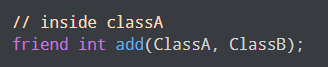 // inside classA
friend int add(ClassA, ClassB);